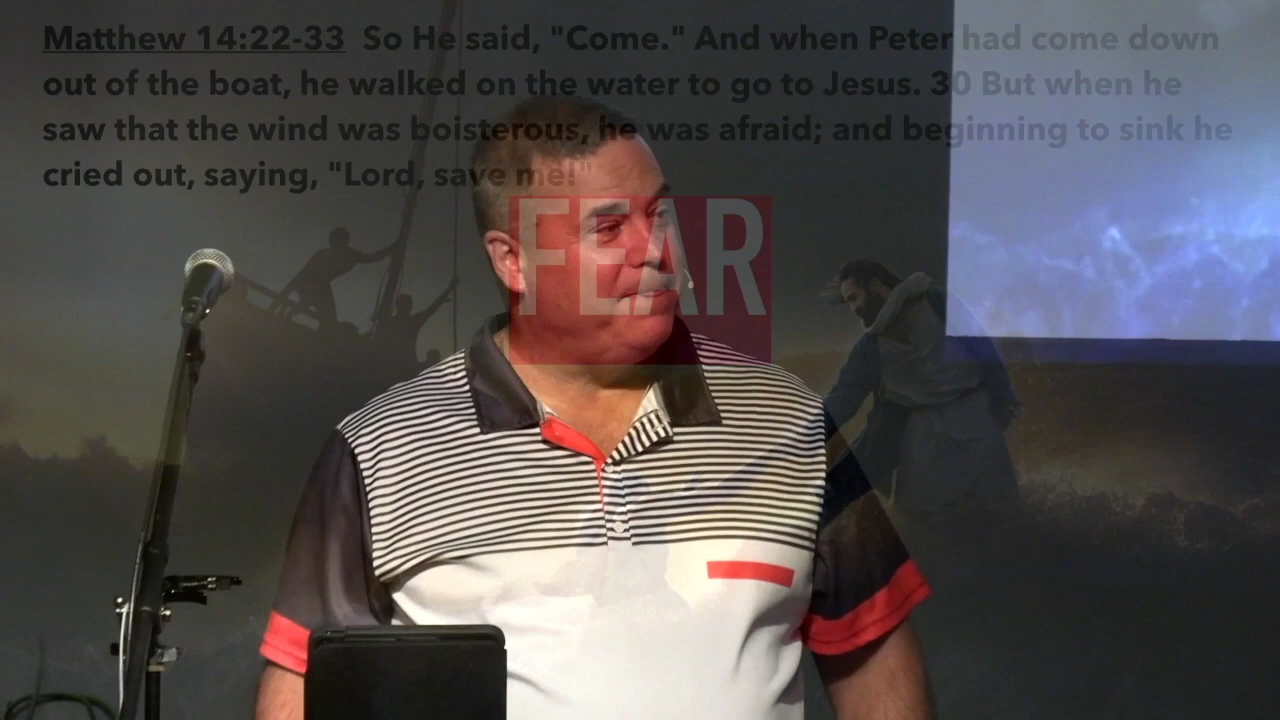 Matthew 14:22-33 So He said, "Come." And when Peter had come down
out of the boat, he walked on the water to go to Jesus. 30 But when he
saw that the wind was boisterous, he was afraid; and beginning to sink he
cried out, saying, "Lord, save me!"
FEAR